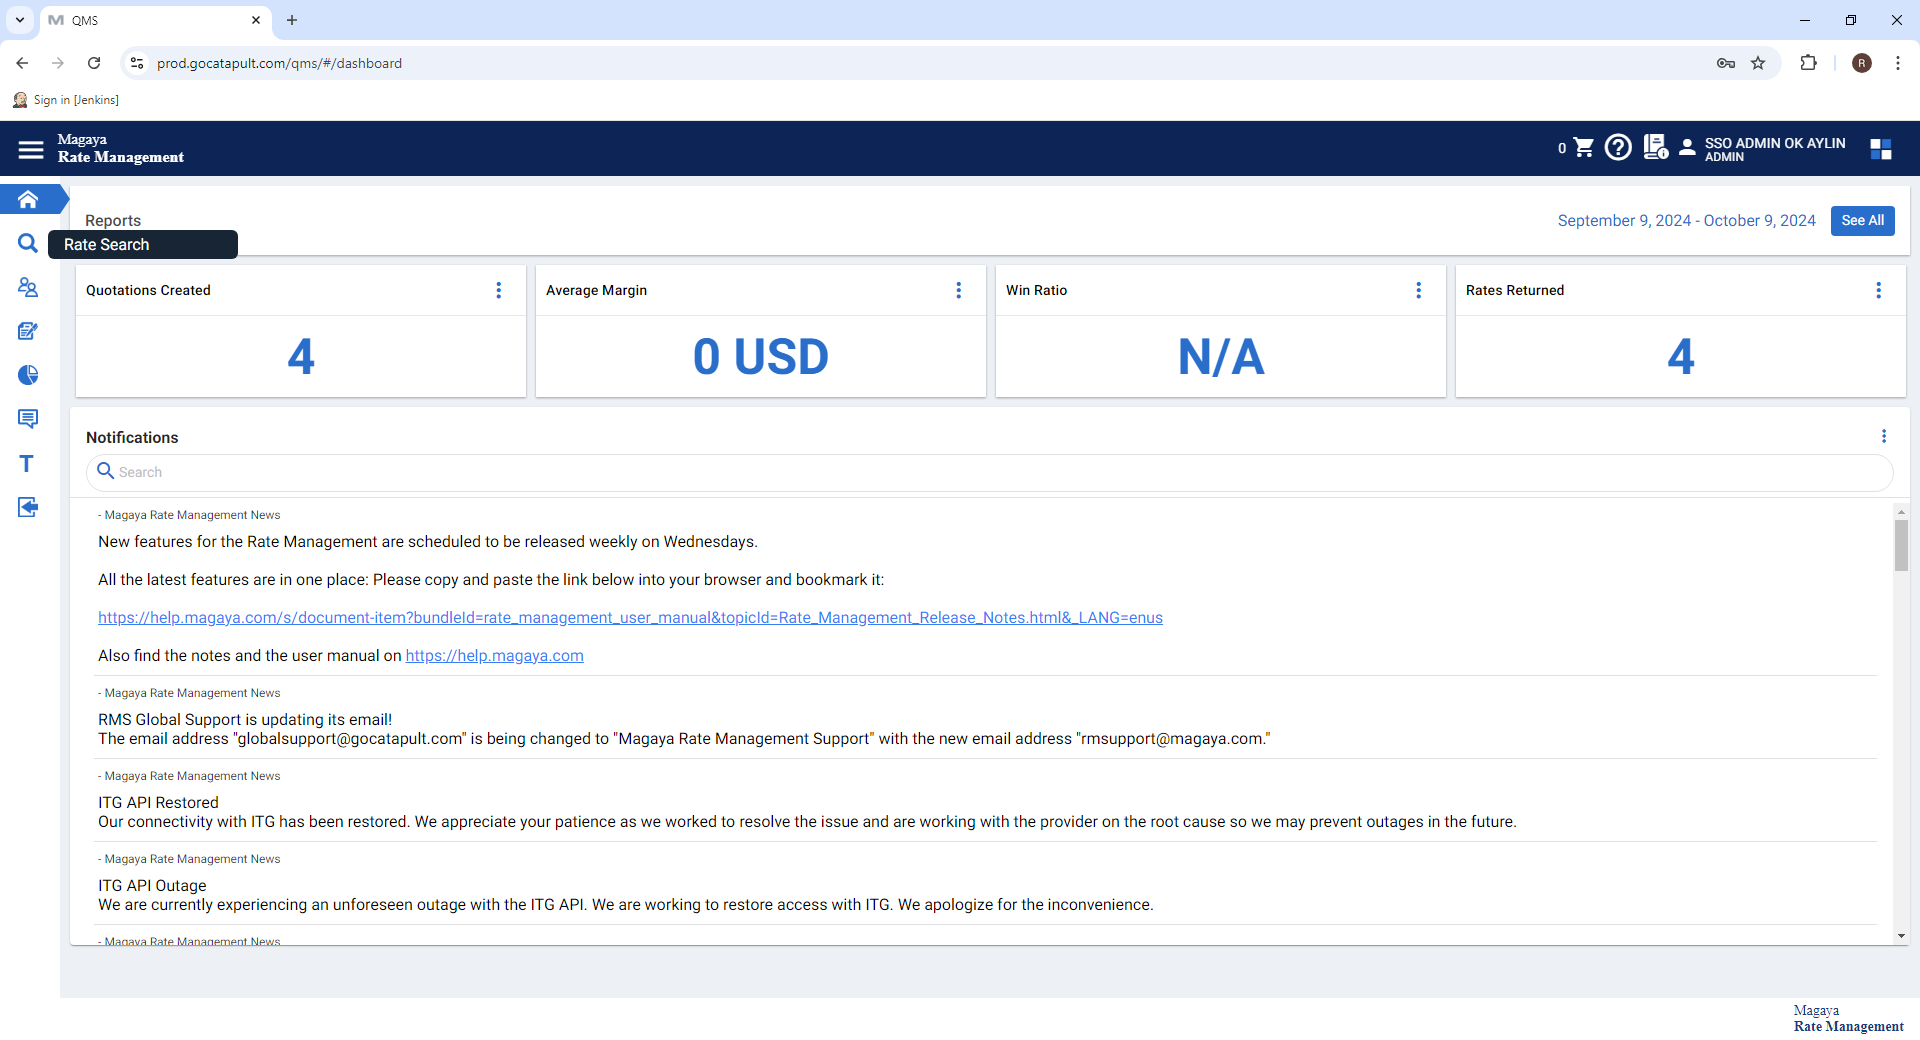 QMS
prod.gocatapult.com/qms/#/dashboard
R
Sign in [Jenkins]
Magaya
Rate Management
0
SSO ADMIN OK AYLIN
ADMIN
Reports
September 9, 2024 - October 9, 2024
See All
Rate Search
Quotations Created
Average Margin
Win Ratio
Rates Returned
4
0 USD
N/A
4
Notifications
Search
- Magaya Rate Management News
New features for the Rate Management are scheduled to be released weekly on Wednesdays.
All the latest features are in one place: Please copy and paste the link below into your browser and bookmark it:
https://help.magaya.com/s/document-item?bundleId=rate_management_user_manual&topicId=Rate_Management_Release_Notes.html&_LANG=enus
Also find the notes and the user manual on https://help.magaya.com
- Magaya Rate Management News
RMS Global Support is updating its email!
The email address "globalsupport@gocatapult.com" is being changed to "Magaya Rate Management Support" with the new email address "rmsupport@magaya.com."
- Magaya Rate Management News
ITG API Restored
Our connectivity with ITG has been restored. We appreciate your patience as we worked to resolve the issue and are working with the provider on the root cause so we may prevent outages in the future.
- Magaya Rate Management News
ITG API Outage
We are currently experiencing an unforeseen outage with the ITG API. We are working to restore access with ITG. We apologize for the inconvenience.
- Magaya Rate Management News
T
Magaya
Rate Management